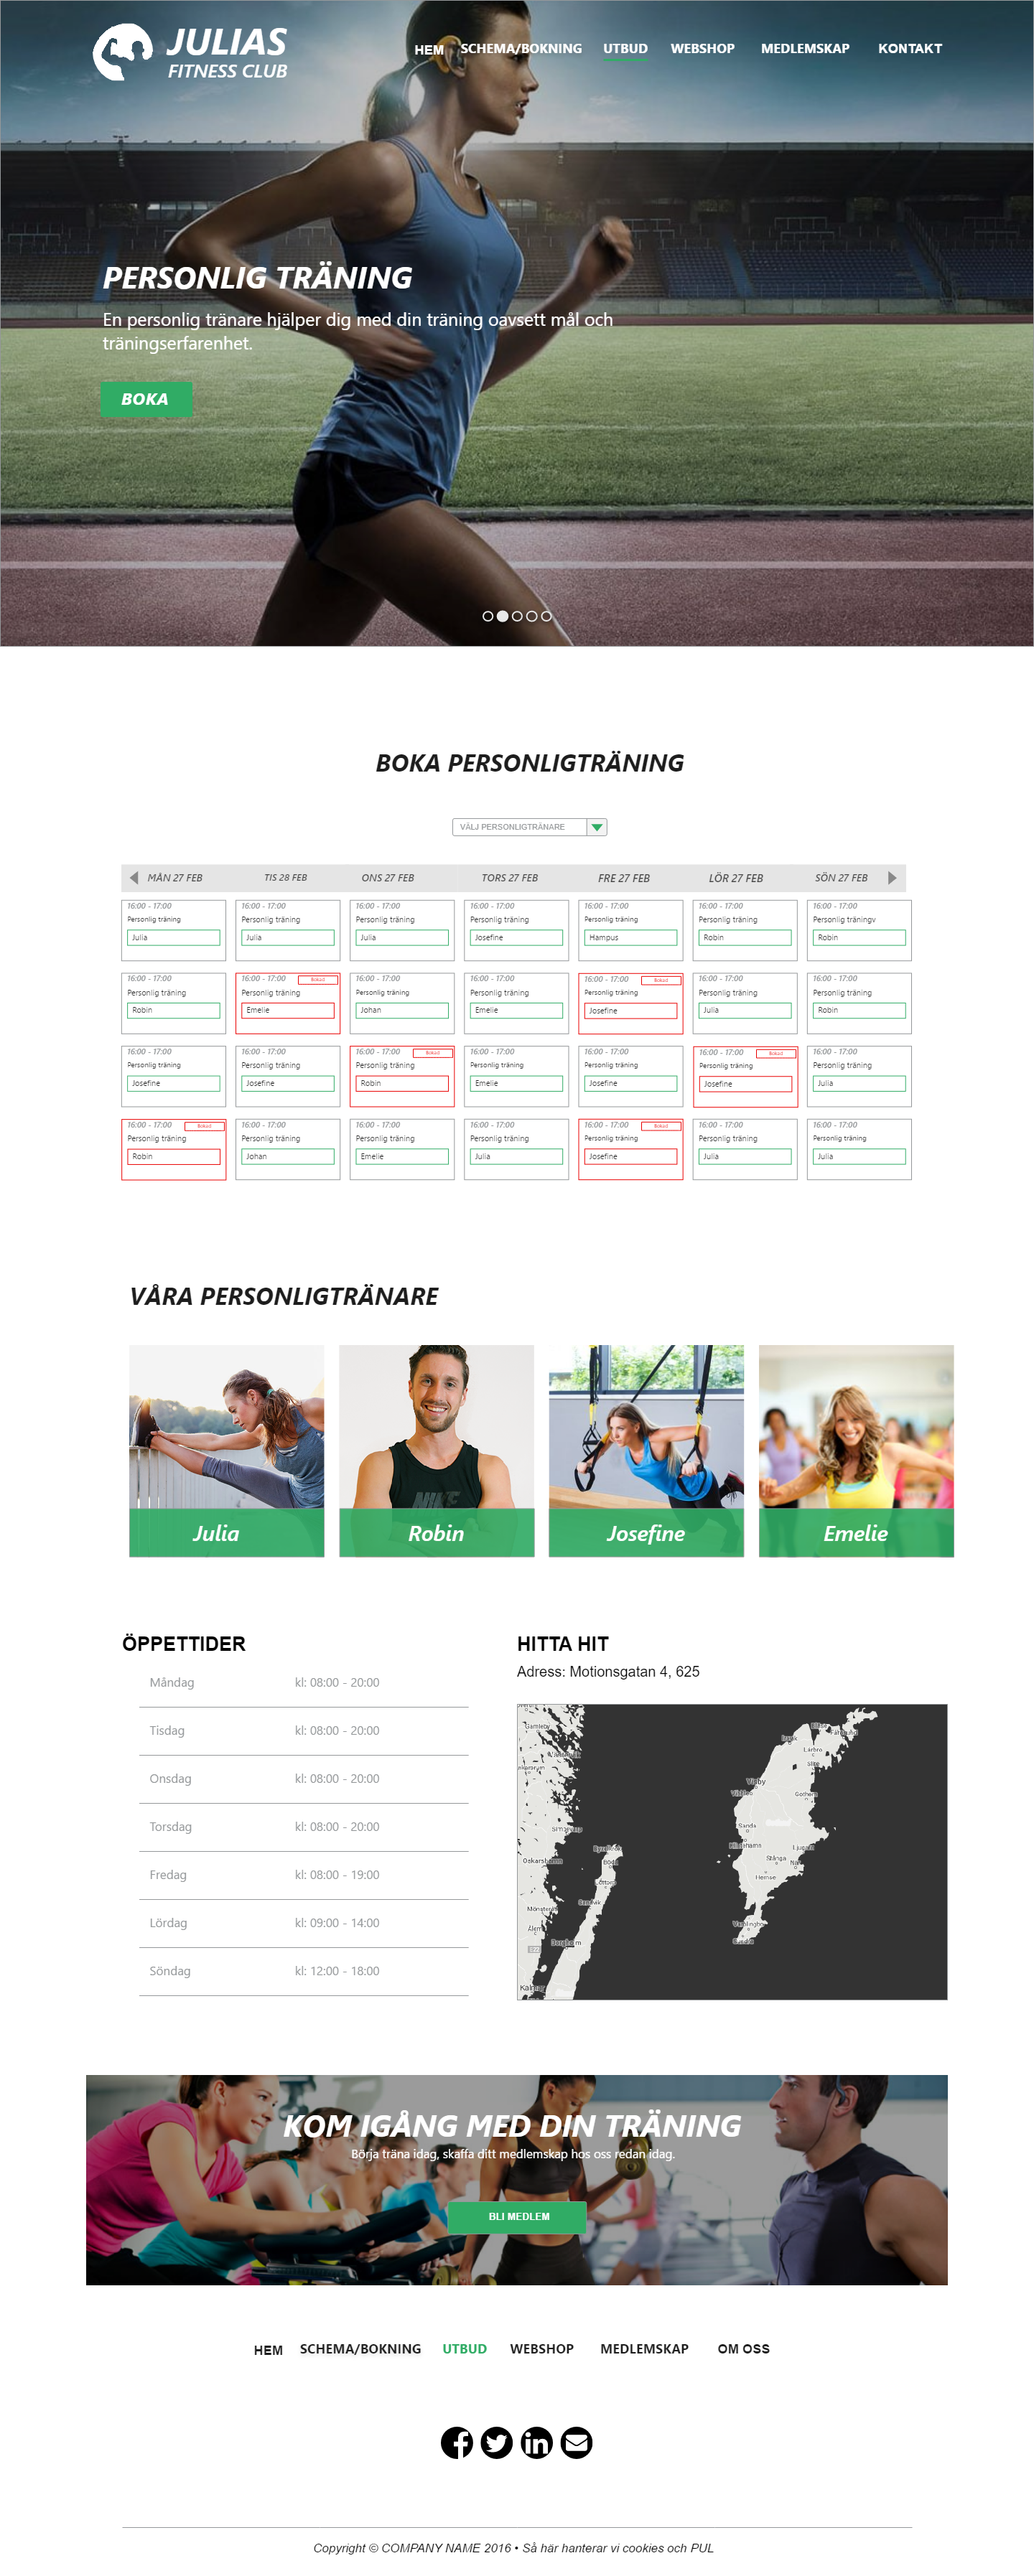 JULIAS
FITNESS CLUB
HEM SCHEMA/BOKNING UTBUD WEBSHOP MEDLEMSKAP KONTAKT
PERSONLIG TRÄNING
En personlig tränare hjälper dig med din träning oavsett mål och
träningserfarenhet.
BOKA
BOKA PERSONLIGTRÄNING
VÄLJ PERSONLIGTRÄNARE
MÅN 27 FEB TIS 28 FEB ONS 27 FEB TORS 27 FEB FRE 27 FEB LÖR 27 FEB SÖN 27 FEB
16:00 - 17:00 16:00 - 17:00 16:00 - 17:00 16:00 - 17:00 16:00 - 17:00 16:00 - 17:00 16:00 - 17:00
Personlig träning Personlig träning Personlig träning Personlig träning Personlig träning Personlig träning Personlig träningv
Julia Julia Julia Josefine Hampus Robin Robin
16:00 - 17:00 16:00 - 17:00 Bokad 16:00 - 17:00 16:00 - 17:00 16:00 - 17:00 Bokad 16:00 - 17:00 16:00 - 17:00
Personlig träning Personlig träning Personlig träning Personlig träning Personlig träning Personlig träning Personlig träning
Robin Emelie Johan Emelie Josefine Julia Robin
16:00 - 17:00 16:00 - 17:00 16:00 - 17:00 Bokad 16:00 - 17:00 16:00 - 17:00 16:00 - 17:00 Bokad 16:00 - 17:00
Personlig träning Personlig träning Personlig träning Personlig träning Personlig träning Personlig träning Personlig träning
Josefine Josefine Robin Emelie Josefine Josefine Julia
16:00 - 17:00 Bokad 16:00 - 17:00 16:00 - 17:00 16:00 - 17:00 16:00 - 17:00 Bokad 16:00 - 17:00 16:00 - 17:00
Personlig träning Personlig träning Personlig träning Personlig träning Personlig träning Personlig träning Personlig träning
Robin Johan Emelie Julia Josefine Julia Julia
VÅRA PERSONLIGTRÄNARE
NIKE
Julia Robin Josefine Emelie
ÖPPETTIDER
Måndag kl: 08:00 - 20:00
Tisdag kl: 08:00 - 20:00
Onsdag kl: 08:00 - 20:00
Torsdag kl: 08:00 - 20:00
Fredag kl: 08:00 - 19:00
Lördag kl: 09:00 - 14:00
Söndag kl: 12:00 - 18:00
HITTA HIT
Adress: Motionsgatan 4, 625
Gamleby
Lärbro
Slite
Visby
Gothem
Sanda
Klintehamn
Ljugarn
Stånga
Hemse
Byxelkrok
Böda
Löttorp
Oskarshamn
Mönsterås
Ålem
Borgholm
Kalmar
KOM IGÅNG MED DIN TRÄNING
Börja träna idag, skaffa ditt medlemskap hos oss redan idag.
BLI MEDLEM
HEM SCHEMA/BOKNING UTBUD WEBSHOP MEDLEMSKAP OM OSS
Copyright © COMPANY NAME 2016 • Så här hanterar vi cookies och PUL